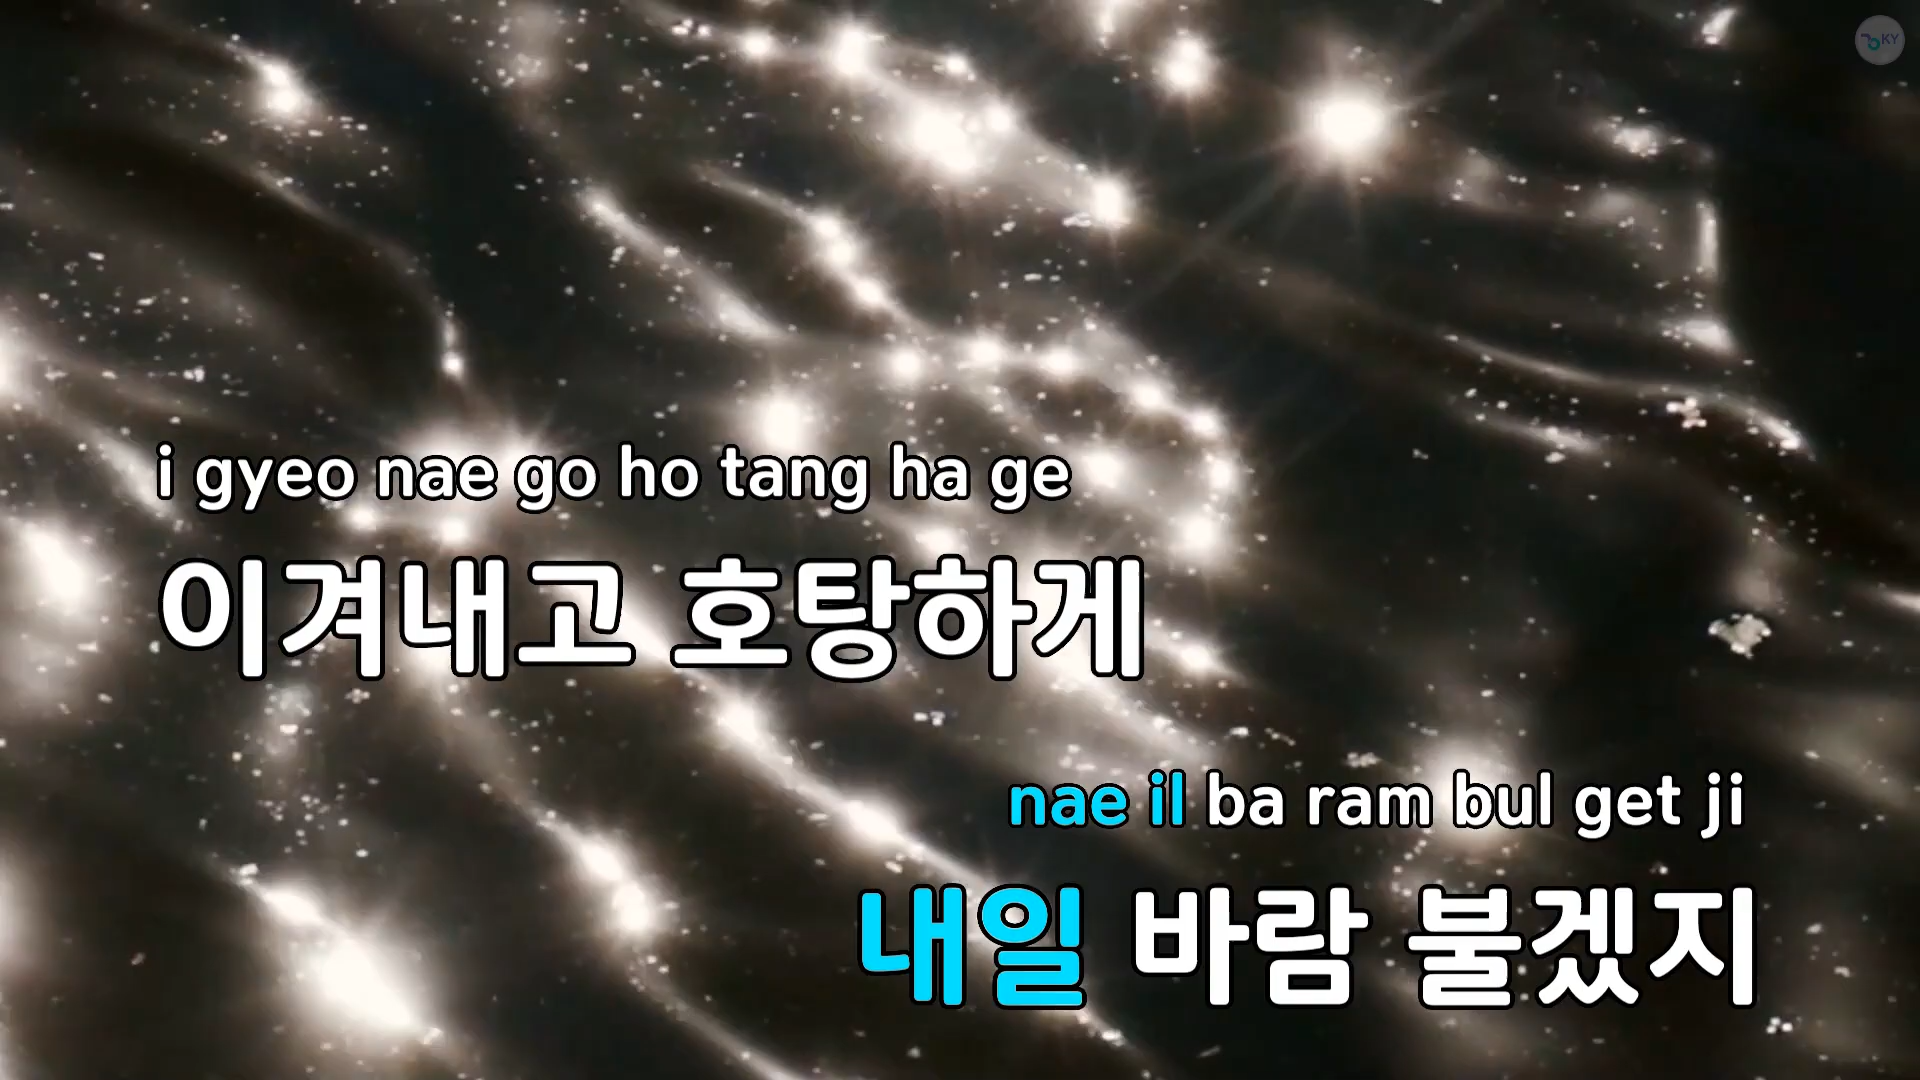 KY
i gyeo nae go ho tang ha ge
이겨내고 호탕하게
nae il ba ram bul get ji
내일 바람 불겠지